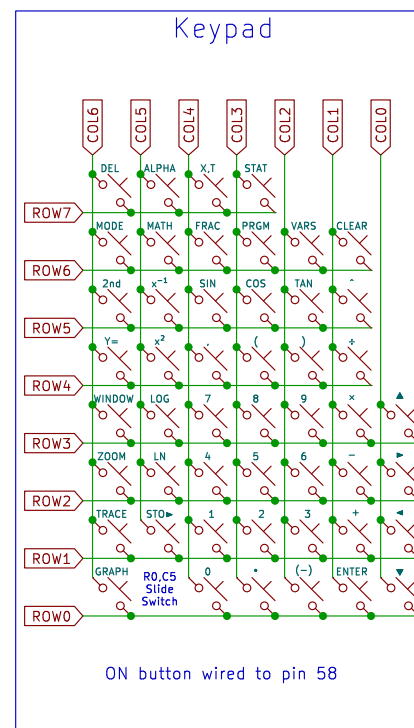 Keypad
COL6 COL5 COL4 COL3 COL2 COL1 COL0
DEL ALPHA X,T STAT
ROW7
MODE MATH FRAC PRGM VARS CLEAR
ROW6
2nd x⁻¹ SIN COS TAN ^
ROW5
Y= x² , ( ) ÷
ROW4
WINDOW LOG 7 8 9 × ▲
ROW3
ZOOM LN 4 5 6 - ►
ROW2
TRACE STO► 1 2 3 + ◄
ROW1
GRAPH 0 • (-) ENTER ▼
R0,C5
Slide
Switch
ROW0
ON button wired to pin 58